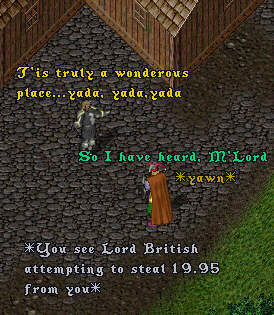 T'is truly a wonderous
place...yada, yada,yada
So I have heard, M'Lord
*yawn*
*You see Lord British
attempting to steal 19.95
from you*